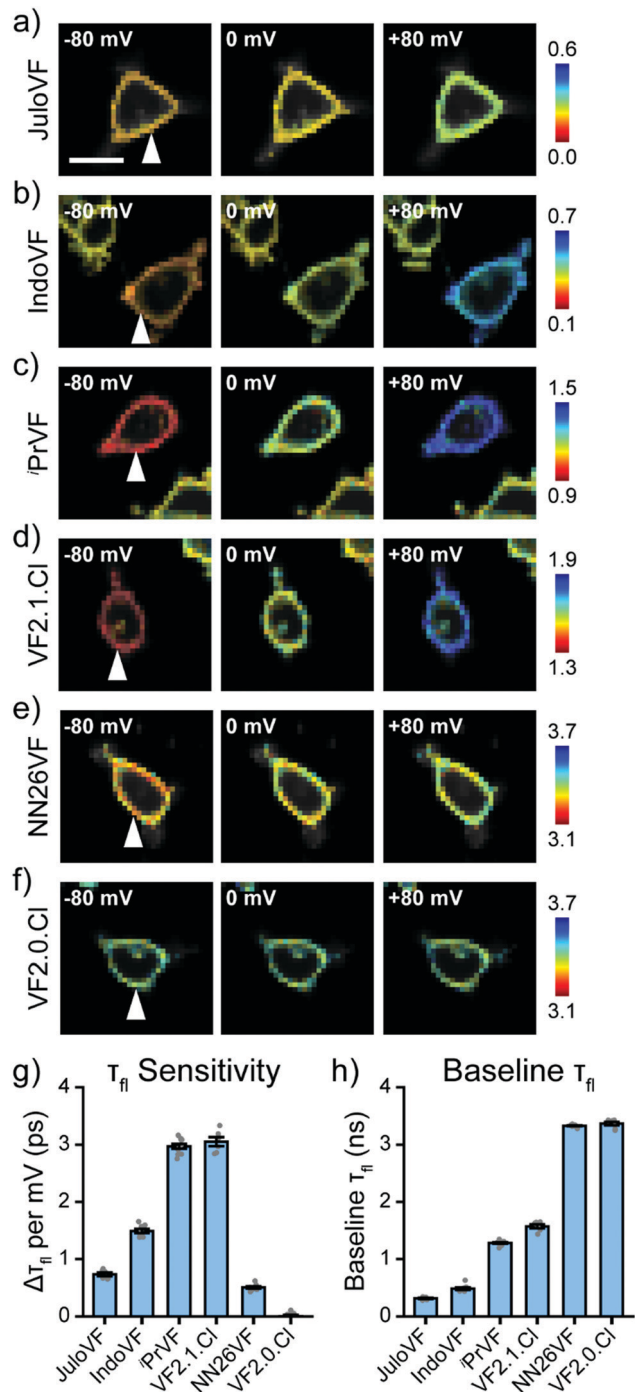 a)
JuloVF
-80 mV
0 mV
+80 mV
0.6
0.0
b)
IndoVF
-80 mV
0 mV
+80 mV
0.7
0.1
c)
iPrVF
-80 mV
0 mV
+80 mV
1.5
0.9
d)
VF2.1.Cl
-80 mV
0 mV
+80 mV
1.9
1.3
e)
NN26VF
-80 mV
0 mV
+80 mV
3.7
3.1
f)
VF2.0.Cl
-80 mV
0 mV
+80 mV
3.7
3.1
g) τfl Sensitivity
Δτfl per mV (ps)
4
3
2
1
0
JuloVF
IndoVF
iPrVF
VF2.1.Cl
NN26VF
VF2.0.Cl
h) Baseline τfl
Baseline τfl (ns)
4
3
2
1
0
JuloVF
IndoVF
iPrVF
VF2.1.Cl
NN26VF
VF2.0.Cl